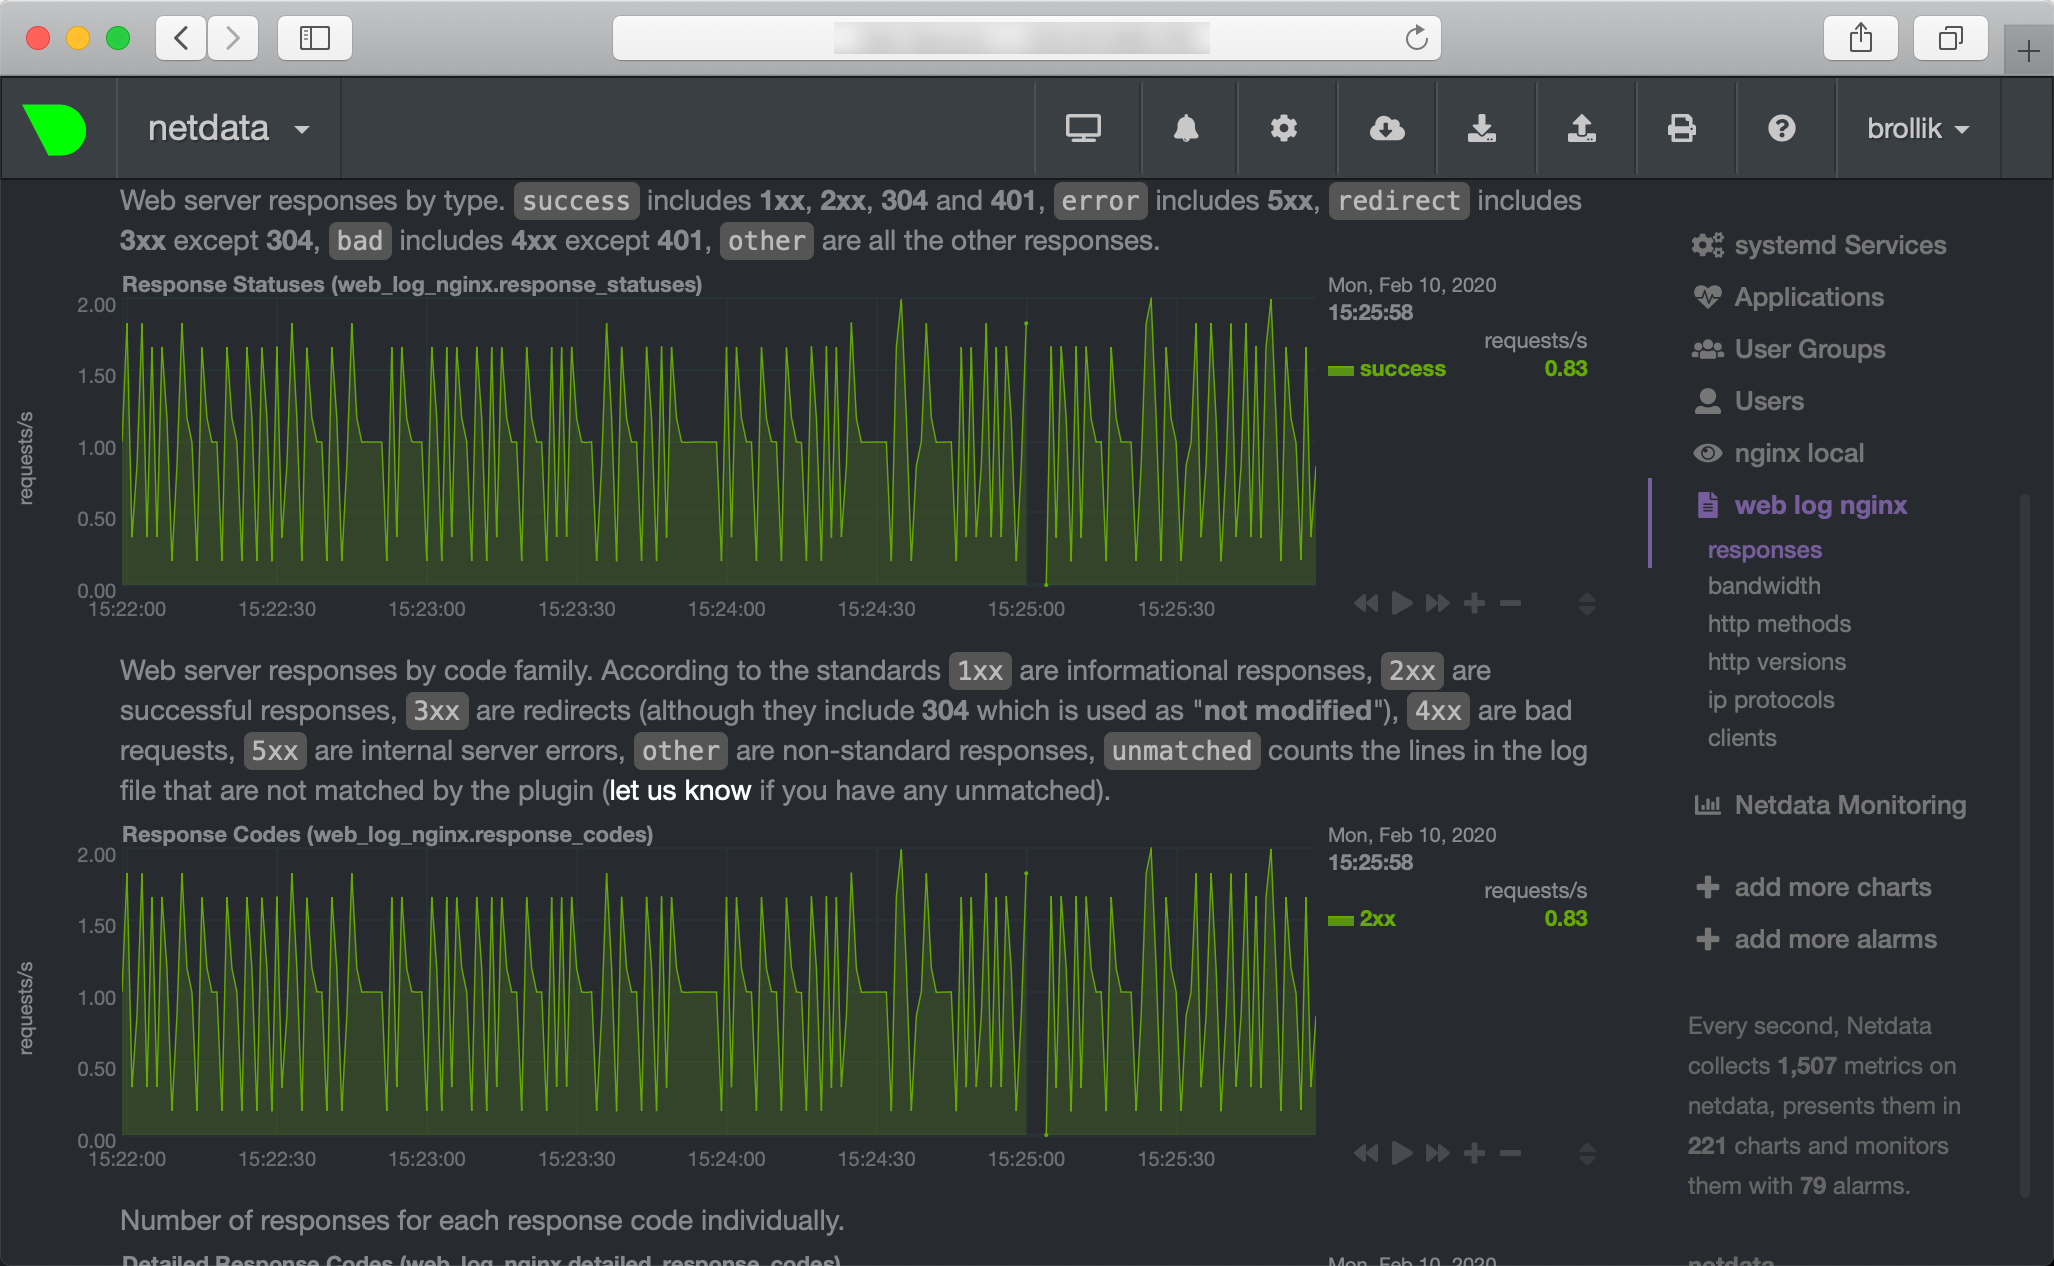 netdata
brollik
Web server responses by type. success includes 1xx, 2xx, 304 and 401, error includes 5xx, redirect includes
3xx except 304, bad includes 4xx except 401, other are all the other responses.
Response Statuses (web_log_nginx.response_statuses)
requests/s
2.00
1.50
1.00
0.50
0.00
15:22:00 15:22:30 15:23:00 15:23:30 15:24:00 15:24:30 15:25:00 15:25:30
Mon, Feb 10, 2020
15:25:58
requests/s
success 0.83
Web server responses by code family. According to the standards 1xx are informational responses, 2xx are
successful responses, 3xx are redirects (although they include 304 which is used as "not modified"), 4xx are bad
requests, 5xx are internal server errors, other are non-standard responses, unmatched counts the lines in the log
file that are not matched by the plugin (let us know if you have any unmatched).
Response Codes (web_log_nginx.response_codes)
requests/s
2.00
1.50
1.00
0.50
0.00
15:22:00 15:22:30 15:23:00 15:23:30 15:24:00 15:24:30 15:25:00 15:25:30
Mon, Feb 10, 2020
15:25:58
requests/s
2xx 0.83
Number of responses for each response code individually.
Detailed Response Codes (web_log_nginx.detailed_response_codes)
Mon, Feb 10, 2020
systemd Services
Applications
User Groups
Users
nginx local
web log nginx
responses
bandwidth
http methods
http versions
ip protocols
clients
Netdata Monitoring
add more charts
add more alarms
Every second, Netdata
collects 1,507 metrics on
netdata, presents them in
221 charts and monitors
them with 79 alarms.
netdata